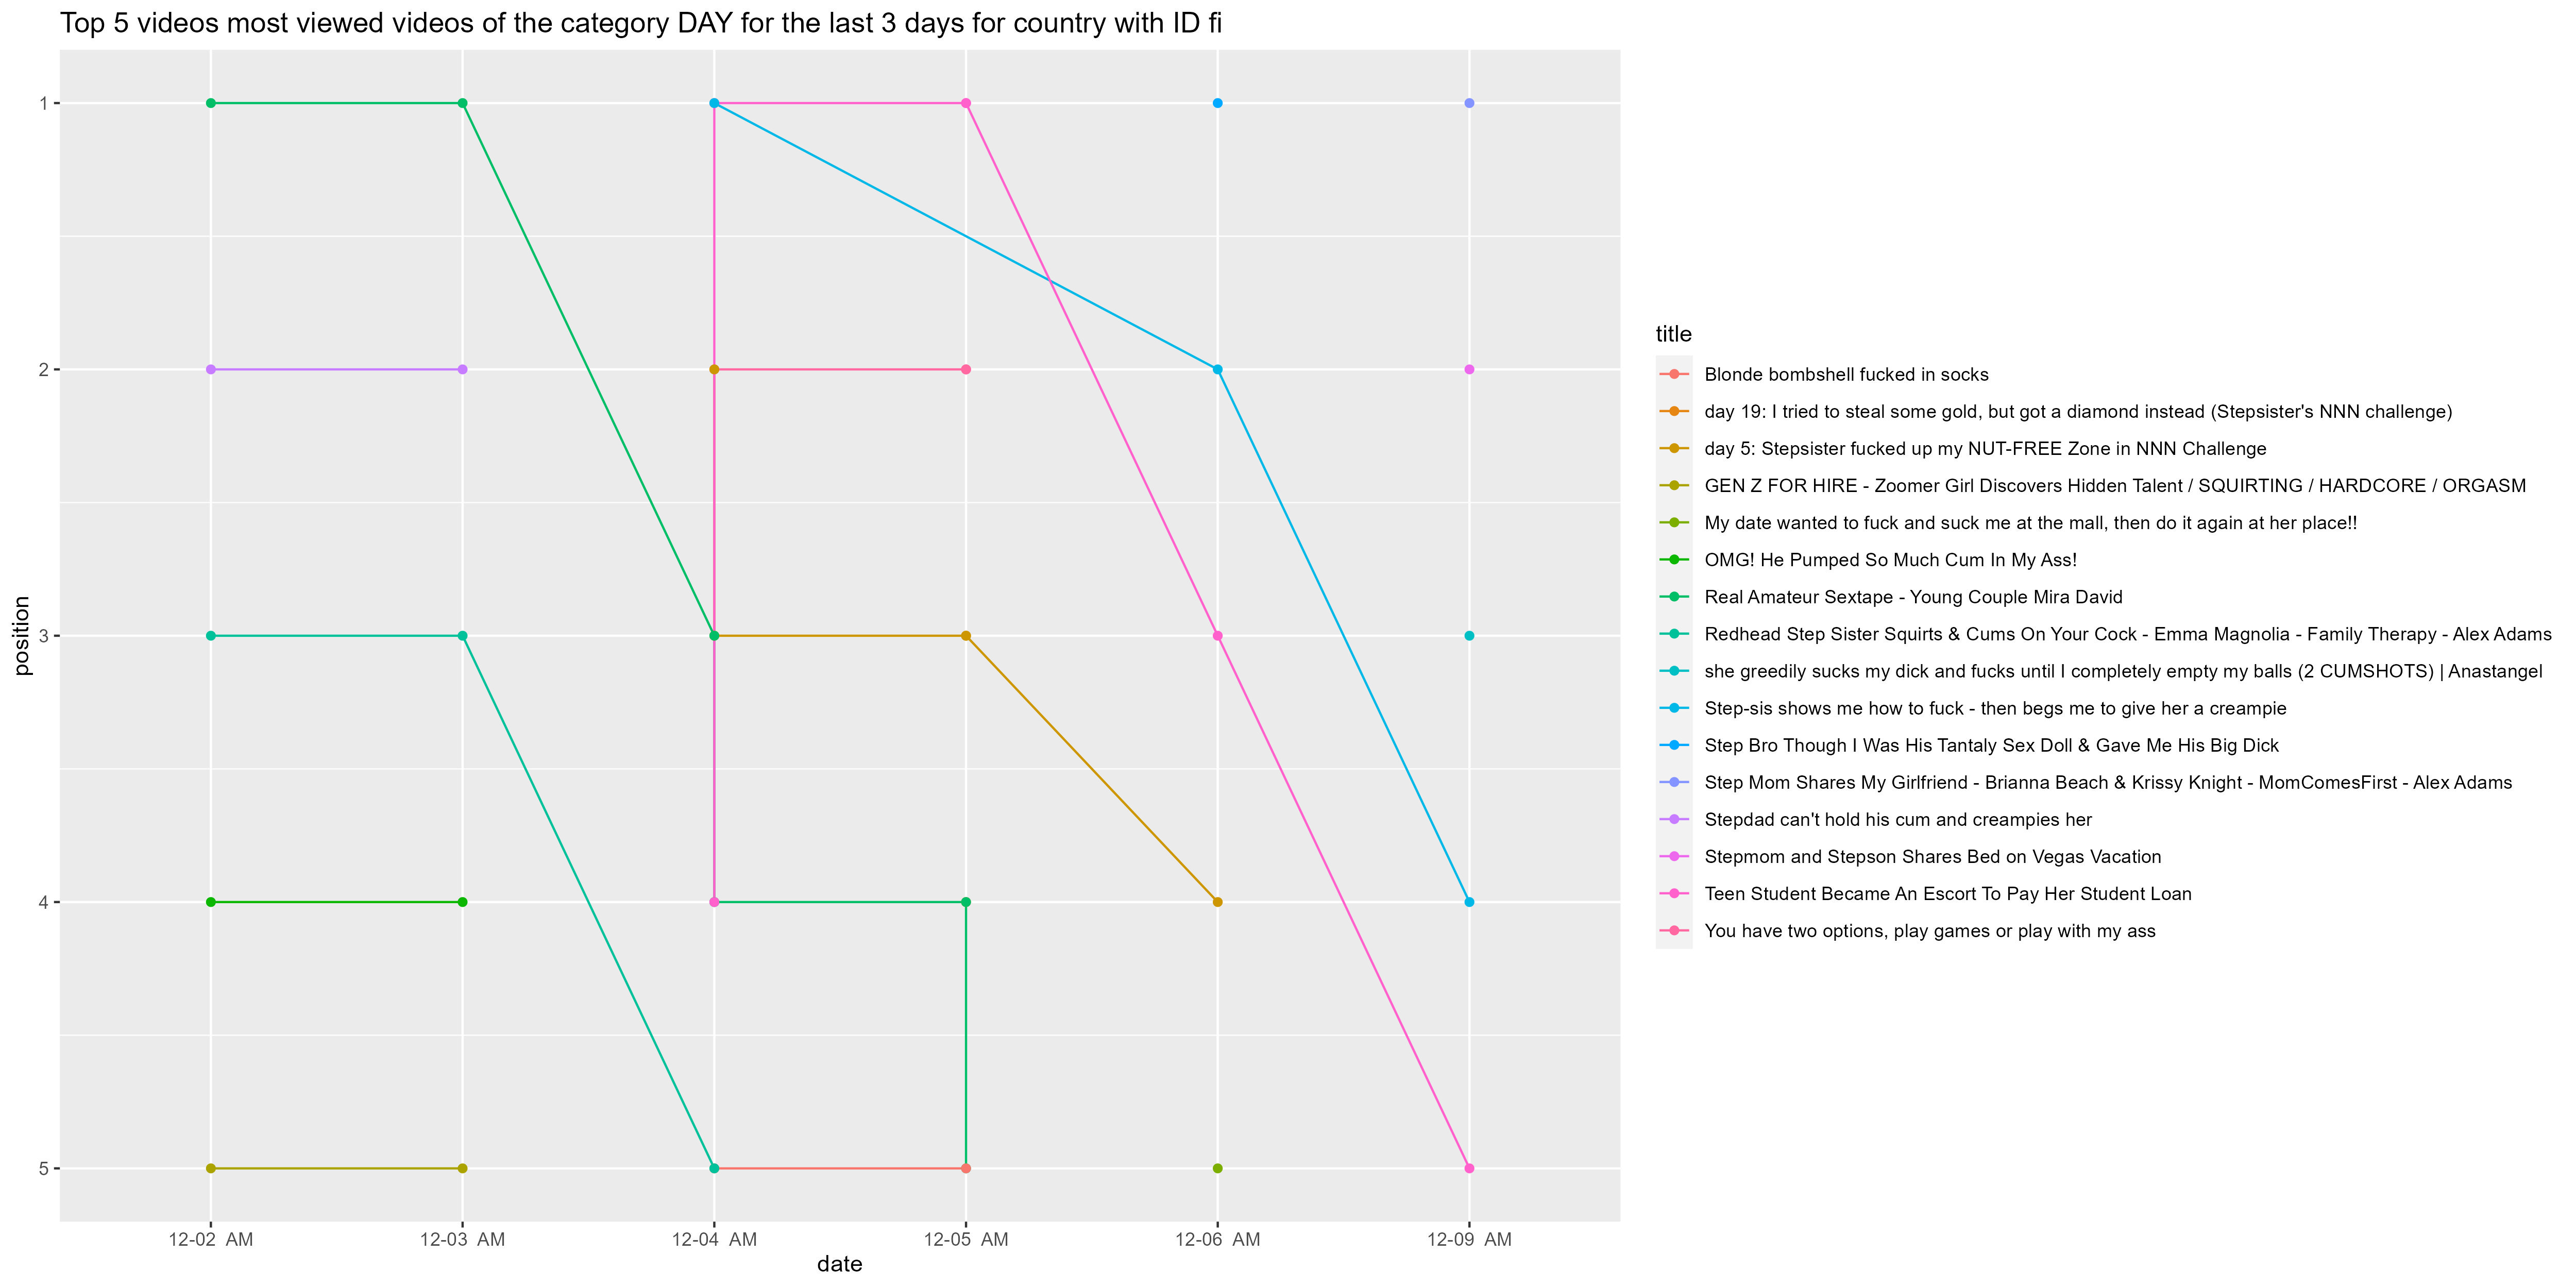 Top 5 videos most viewed videos of the category DAY for the last 3 days for country with ID fi
1
2
3
4
5
position
12-02 AM
12-03 AM
12-04 AM
12-05 AM
12-06 AM
12-09 AM
date
title
Blonde bombshell fucked in socks
day 19: I tried to steal some gold, but got a diamond instead (Stepsister's NNN challenge)
day 5: Stepsister fucked up my NUT-FREE Zone in NNN Challenge
GEN Z FOR HIRE - Zoomer Girl Discovers Hidden Talent / SQUIRTING / HARDCORE / ORGASM
My date wanted to fuck and suck me at the mall, then do it again at her place!!
OMG! He Pumped So Much Cum In My Ass!
Real Amateur Sextape - Young Couple Mira David
Redhead Step Sister Squirts & Cums On Your Cock - Emma Magnolia - Family Therapy - Alex Adams
she greedily sucks my dick and fucks until I completely empty my balls (2 CUMSHOTS) | Anastangel
Step-sis shows me how to fuck - then begs me to give her a creampie
Step Bro Though I Was His Tantaly Sex Doll & Gave Me His Big Dick
Step Mom Shares My Girlfriend - Brianna Beach & Krissy Knight - MomComesFirst - Alex Adams
Stepdad can't hold his cum and creampies her
Stepmom and Stepson Shares Bed on Vegas Vacation
Teen Student Became An Escort To Pay Her Student Loan
You have two options, play games or play with my ass